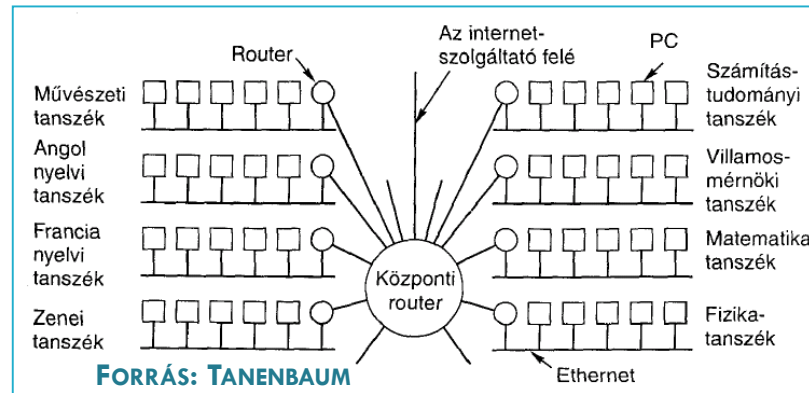 Az internet-
szolgáltató felé
Router
PC
Művészeti
tanszék
Angol
nyelvi
tanszék
Francia
nyelvi
tanszék
Zenei
tanszék
Központi
router
Számítás-
tudományi
tanszék
Villamos-
mérnöki
tanszék
Matematika
tanszék
Fizika-
tanszék
Ethernet
FORRÁS: TANENBAUM